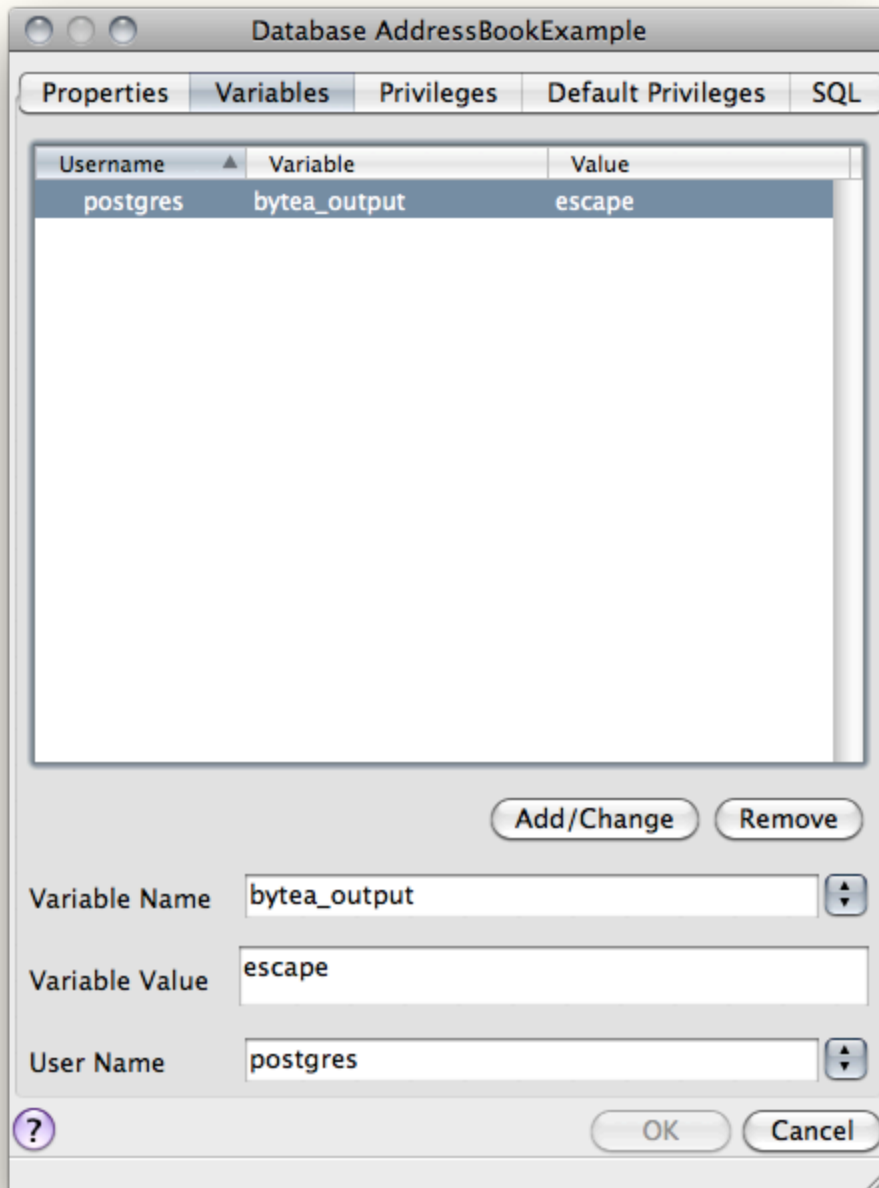 Database AddressBookExample
Properties Variables Privileges Default Privileges SQL
Username Variable Value
postgres bytea_output escape
Add/Change Remove
Variable Name bytea_output
Variable Value escape
User Name postgres
? OK Cancel